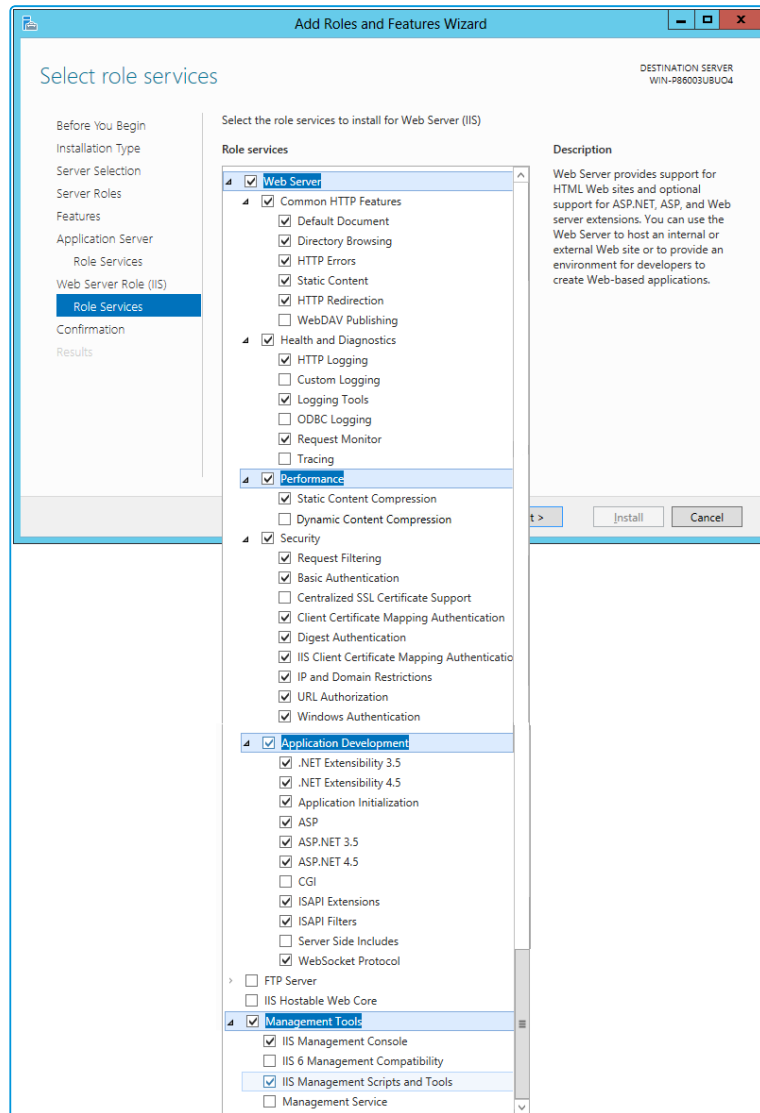 Add Roles and Features Wizard
Select role services
DESTINATION SERVER
WIN-P86003UBUO4
Before You Begin
Installation Type
Server Selection
Server Roles
Features
Application Server
Role Services
Web Server Role (IIS)
Role Services
Confirmation
Results
Select the role services to install for Web Server (IIS)
Role services
Web Server
Common HTTP Features
Default Document
Directory Browsing
HTTP Errors
Static Content
HTTP Redirection
WebDAV Publishing
Health and Diagnostics
HTTP Logging
Custom Logging
Logging Tools
ODBC Logging
Request Monitor
Tracing
Performance
Static Content Compression
Dynamic Content Compression
Security
Request Filtering
Basic Authentication
Centralized SSL Certificate Support
Client Certificate Mapping Authentication
Digest Authentication
IIS Client Certificate Mapping Authenticatio
IP and Domain Restrictions
URL Authorization
Windows Authentication
Application Development
.NET Extensibility 3.5
.NET Extensibility 4.5
Application Initialization
ASP
ASP.NET 3.5
ASP.NET 4.5
CGI
ISAPI Extensions
ISAPI Filters
Server Side Includes
WebSocket Protocol
FTP Server
IIS Hostable Web Core
Management Tools
IIS Management Console
IIS 6 Management Compatibility
IIS Management Scripts and Tools
Management Service
Description
Web Server provides support for
HTML Web sites and optional
support for ASP.NET, ASP, and Web
server extensions. You can use the
Web Server to host an internal or
external Web site or to provide an
environment for developers to
create Web-based applications.
t >
Install
Cancel